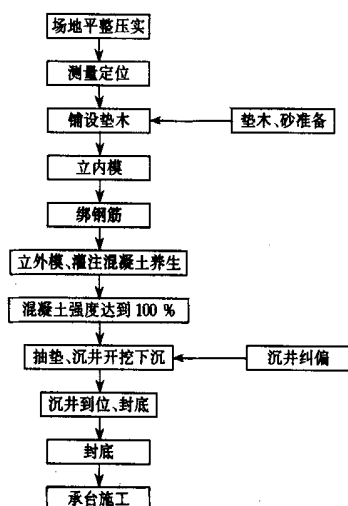 场地平整压实
测量定位
铺设垫木
垫木、砂准备
立内模
绑钢筋
立外模、灌注混凝土养生
混凝土强度达到 100 %
抽垫、沉井开挖下沉
沉井纠偏
沉井到位、封底
封底
承台施工